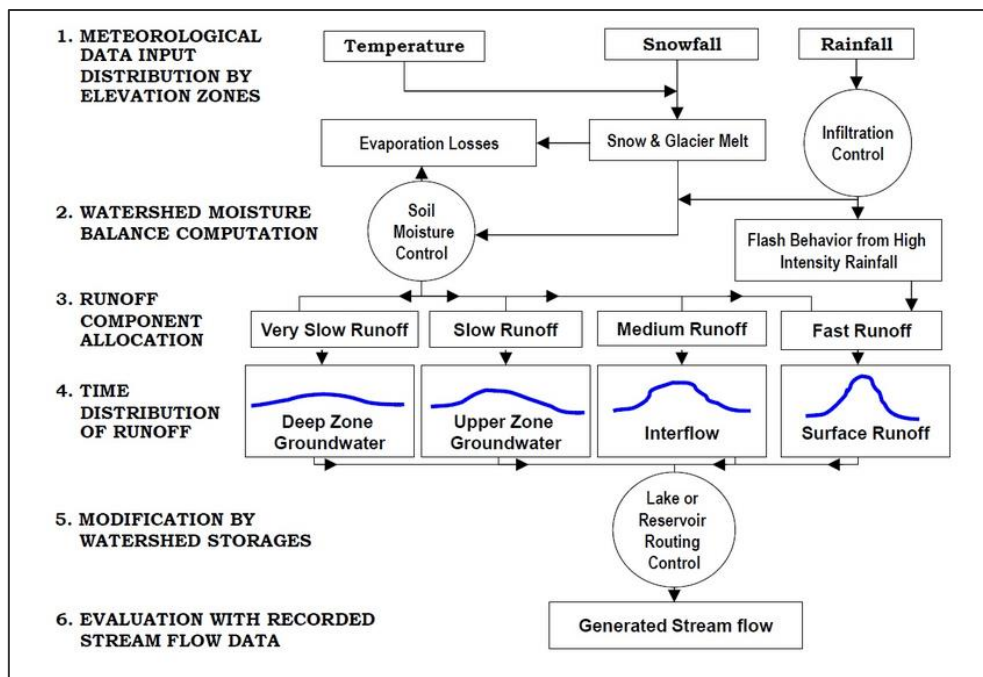 1. METEOROLOGICAL
DATA INPUT
DISTRIBUTION BY
ELEVATION ZONES
Temperature
Snowfall
Rainfall
Evaporation Losses
Snow & Glacier Melt
Infiltration
Control
2. WATERSHED MOISTURE
BALANCE COMPUTATION
Soil
Moisture
Control
Flash Behavior from High
Intensity Rainfall
3. RUNOFF
COMPONENT
ALLOCATION
Very Slow Runoff
Slow Runoff
Medium Runoff
Fast Runoff
4. TIME
DISTRIBUTION
OF RUNOFF
Deep Zone
Groundwater
Upper Zone
Groundwater
Interflow
Surface Runoff
5. MODIFICATION BY
WATERSHED STORAGES
Lake or
Reservoir
Routing
Control
6. EVALUATION WITH RECORDED
STREAM FLOW DATA
Generated Stream flow